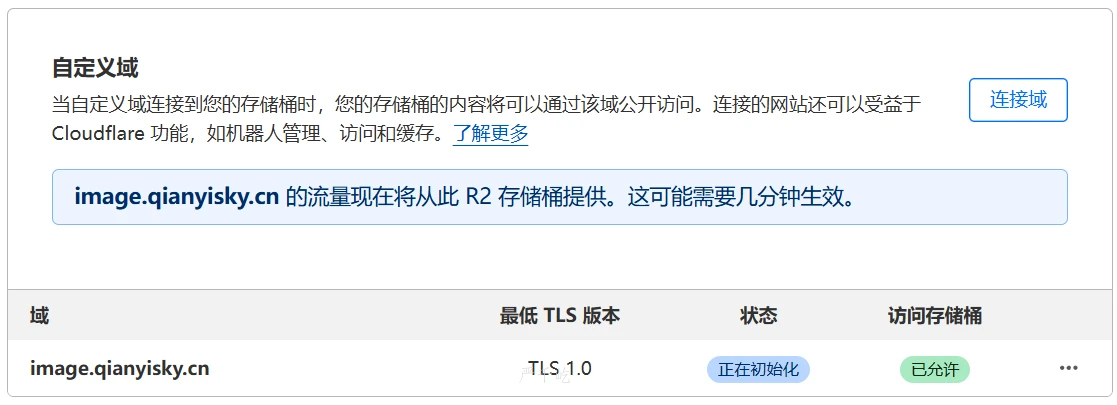 自定义域
当自定义域连接到您的存储桶时，您的存储桶的内容将可以通过该域公开访问。连接的网站还可以受益于
Cloudflare 功能，如机器人管理、访问和缓存。了解更多
连接域
image.qianyisky.cn 的流量现在将从此 R2 存储桶提供。这可能需要几分钟生效。
域 最低 TLS 版本 状态 访问存储桶
image.qianyisky.cn TLS 1.0 正在初始化 已允许